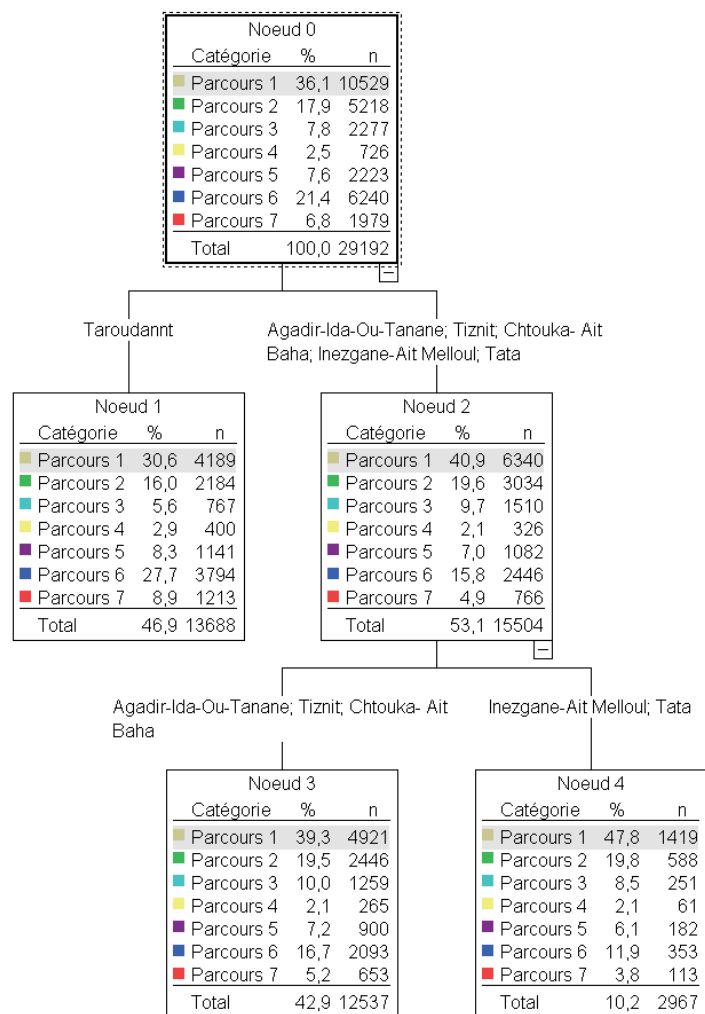 Noeud 0
Catégorie % n
Parcours 1 36,1 10529
Parcours 2 17,9 5218
Parcours 3 7,8 2277
Parcours 4 2,5 726
Parcours 5 7,6 2223
Parcours 6 21,4 6240
Parcours 7 6,8 1979
Total 100,0 29192
Taroudannt
Agadir-Ida-Ou-Tanane; Tiznit; Chtouka- Ait
Baha; Inezgane-Ait Melloul; Tata
Noeud 1
Catégorie % n
Parcours 1 30,6 4189
Parcours 2 16,0 2184
Parcours 3 5,6 767
Parcours 4 2,9 400
Parcours 5 8,3 1141
Parcours 6 27,7 3794
Parcours 7 8,9 1213
Total 46,9 13688
Noeud 2
Catégorie % n
Parcours 1 40,9 6340
Parcours 2 19,6 3034
Parcours 3 9,7 1510
Parcours 4 2,1 326
Parcours 5 7,0 1082
Parcours 6 15,8 2446
Parcours 7 4,9 766
Total 53,1 15504
Agadir-Ida-Ou-Tanane; Tiznit; Chtouka- Ait
Baha
Inezgane-Ait Melloul; Tata
Noeud 3
Catégorie % n
Parcours 1 39,3 4921
Parcours 2 19,5 2446
Parcours 3 10,0 1259
Parcours 4 2,1 265
Parcours 5 7,2 900
Parcours 6 16,7 2093
Parcours 7 5,2 653
Total 42,9 12537
Noeud 4
Catégorie % n
Parcours 1 47,8 1419
Parcours 2 19,8 588
Parcours 3 8,5 251
Parcours 4 2,1 61
Parcours 5 6,1 182
Parcours 6 11,9 353
Parcours 7 3,8 113
Total 10,2 2967